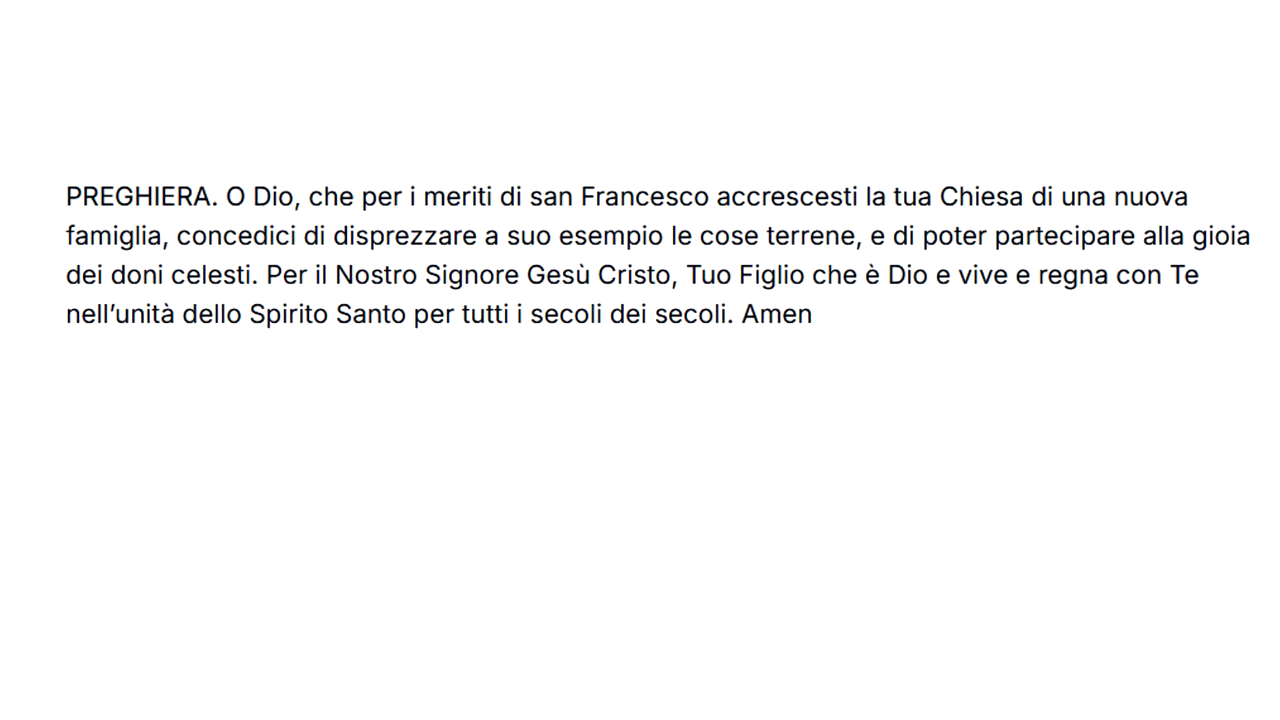 PREGHIERA. O Dio, che per i meriti di san Francesco accrescesti la tua Chiesa di una nuova
famiglia, concedici di disprezzare a suo esempio le cose terrene, e di poter partecipare alla gioia
dei doni celesti. Per il Nostro Signore Gesù Cristo, Tuo Figlio che è Dio e vive e regna con Te
nell’unità dello Spirito Santo per tutti i secoli dei secoli. Amen